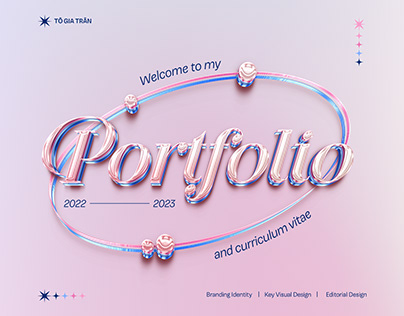 TÔ GIA TRÂN
Welcome to my
Portfolio
2022 2023
and curriculum vitae
Branding Identity | Key Visual Design | Editorial Design